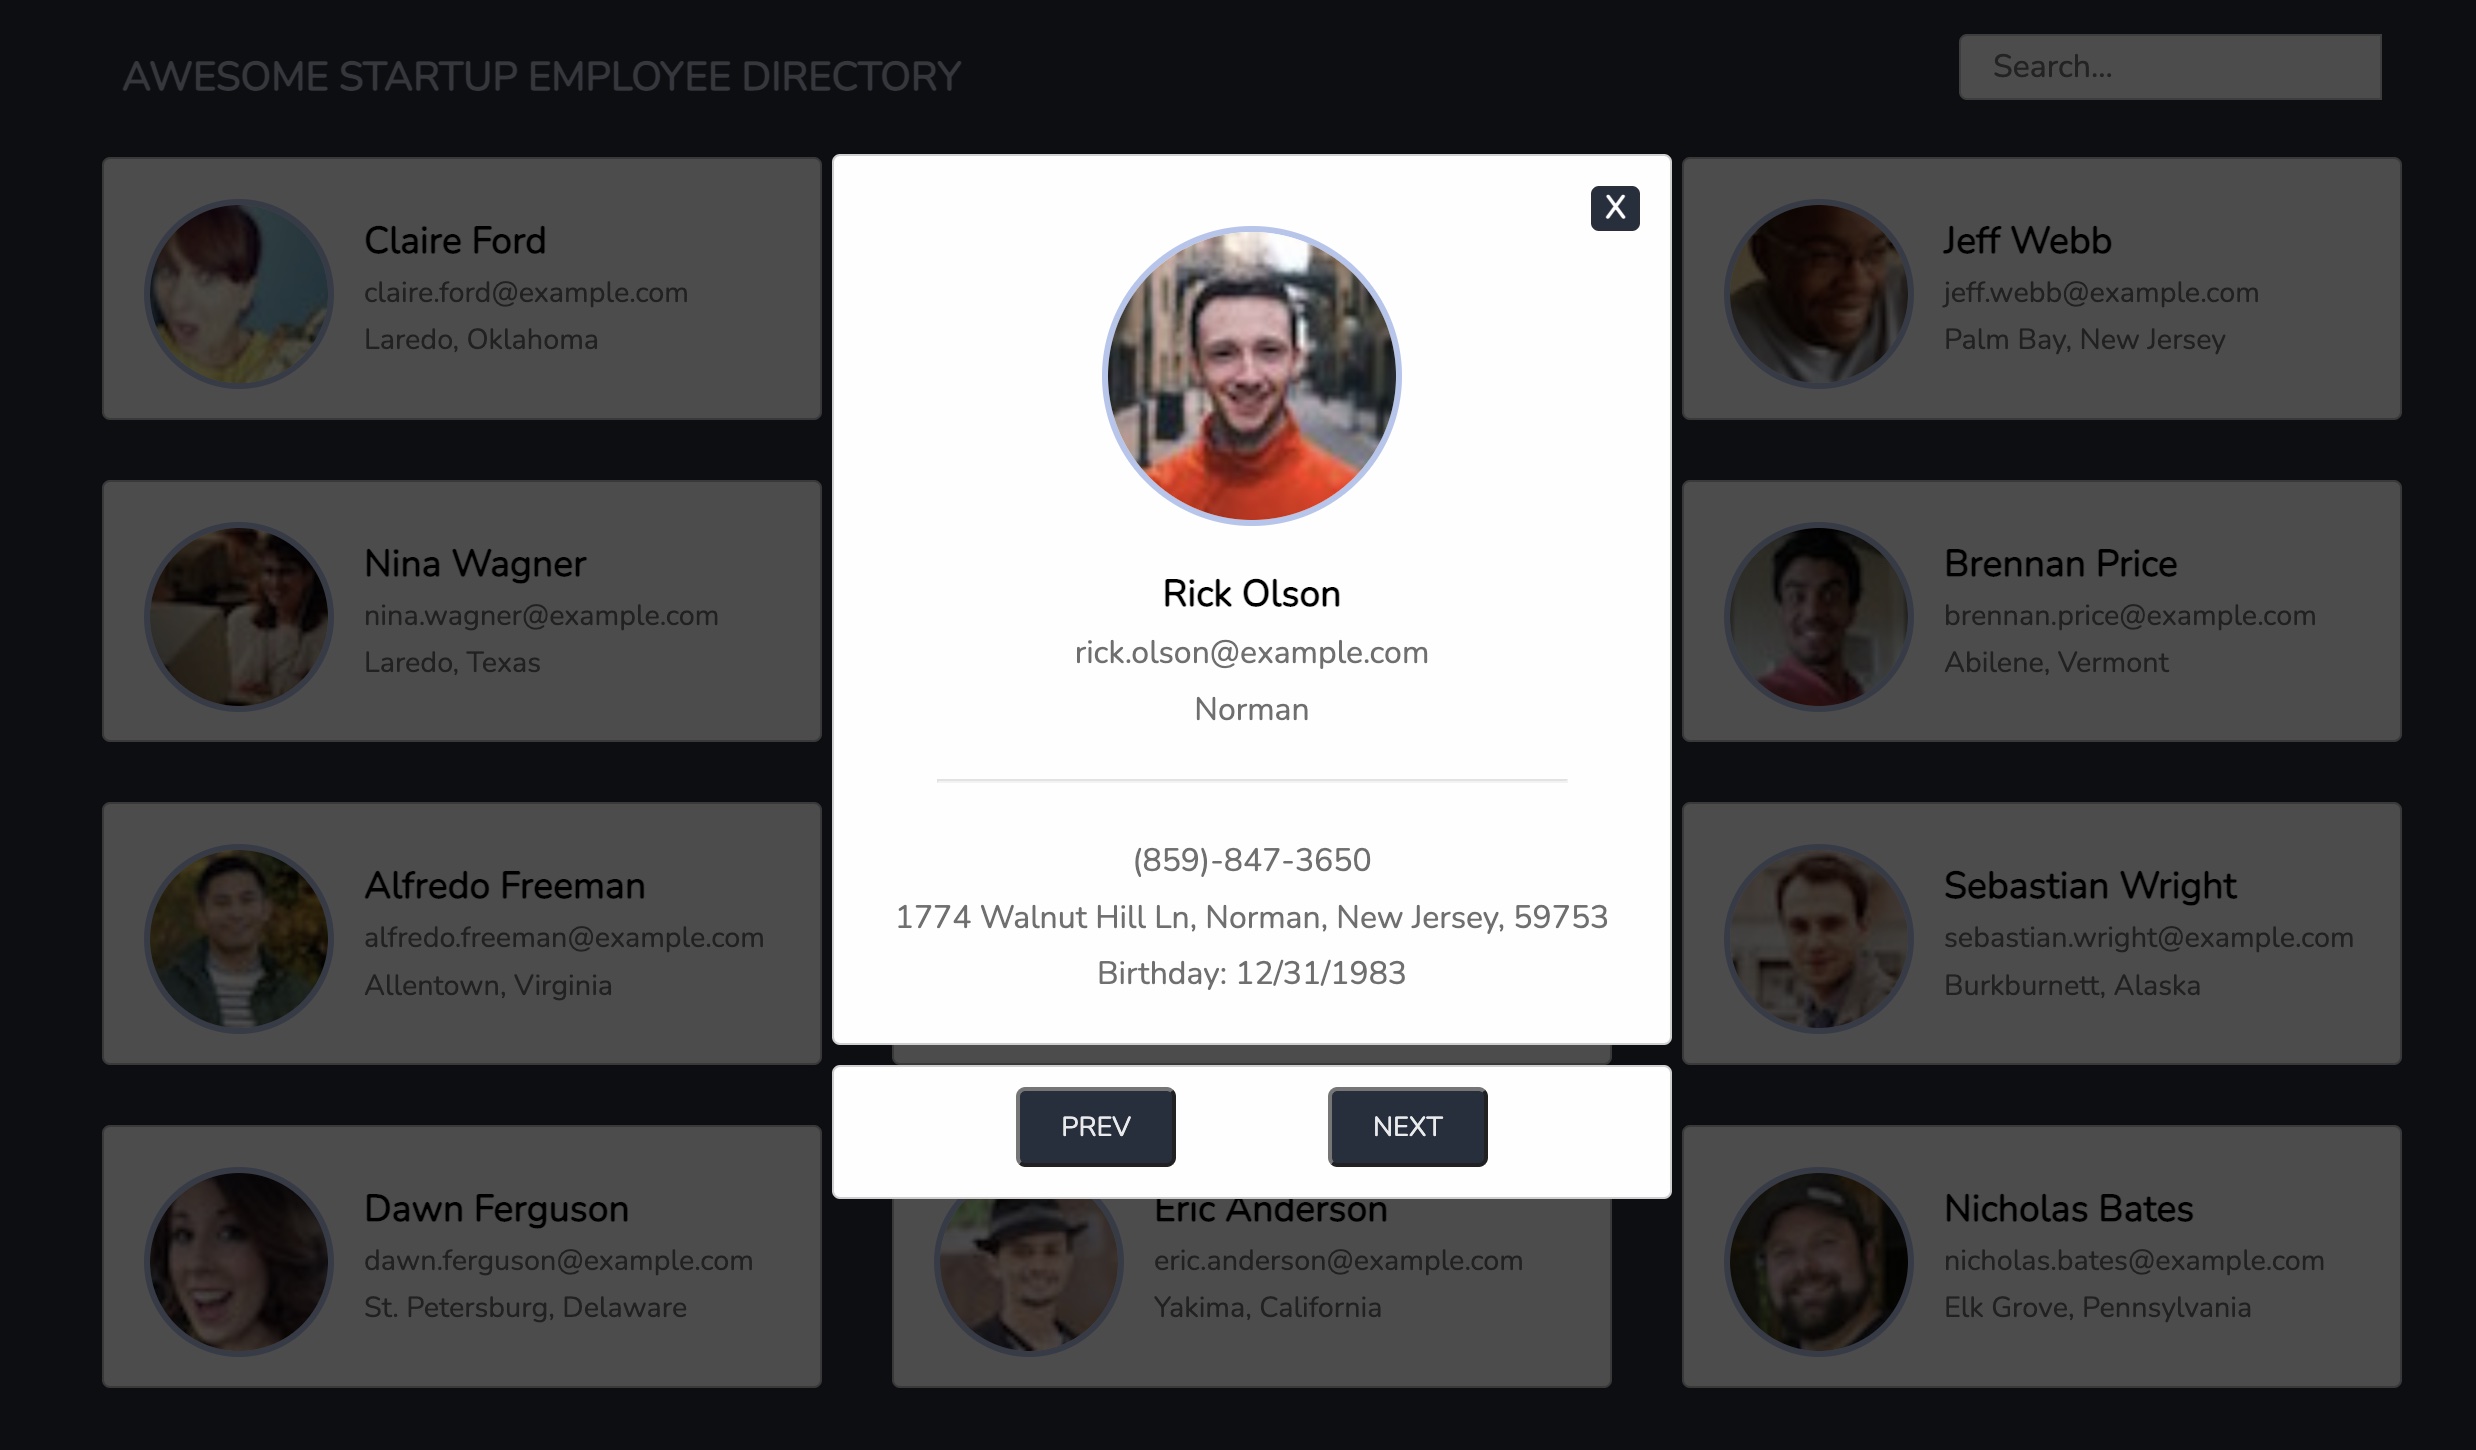 AWESOME STARTUP EMPLOYEE DIRECTORY
Search...
Claire Ford
claire.ford@example.com
Laredo, Oklahoma
X
Rick Olson
rick.olson@example.com
Norman
(859)-847-3650
1774 Walnut Hill Ln, Norman, New Jersey, 59753
Birthday: 12/31/1983
PREV
NEXT
Jeff Webb
jeff.webb@example.com
Palm Bay, New Jersey
Nina Wagner
nina.wagner@example.com
Laredo, Texas
Brennan Price
brennan.price@example.com
Abilene, Vermont
Alfredo Freeman
alfredo.freeman@example.com
Allentown, Virginia
Sebastian Wright
sebastian.wright@example.com
Burkburnett, Alaska
Dawn Ferguson
dawn.ferguson@example.com
St. Petersburg, Delaware
Eric Anderson
eric.anderson@example.com
Yakima, California
Nicholas Bates
nicholas.bates@example.com
Elk Grove, Pennsylvania